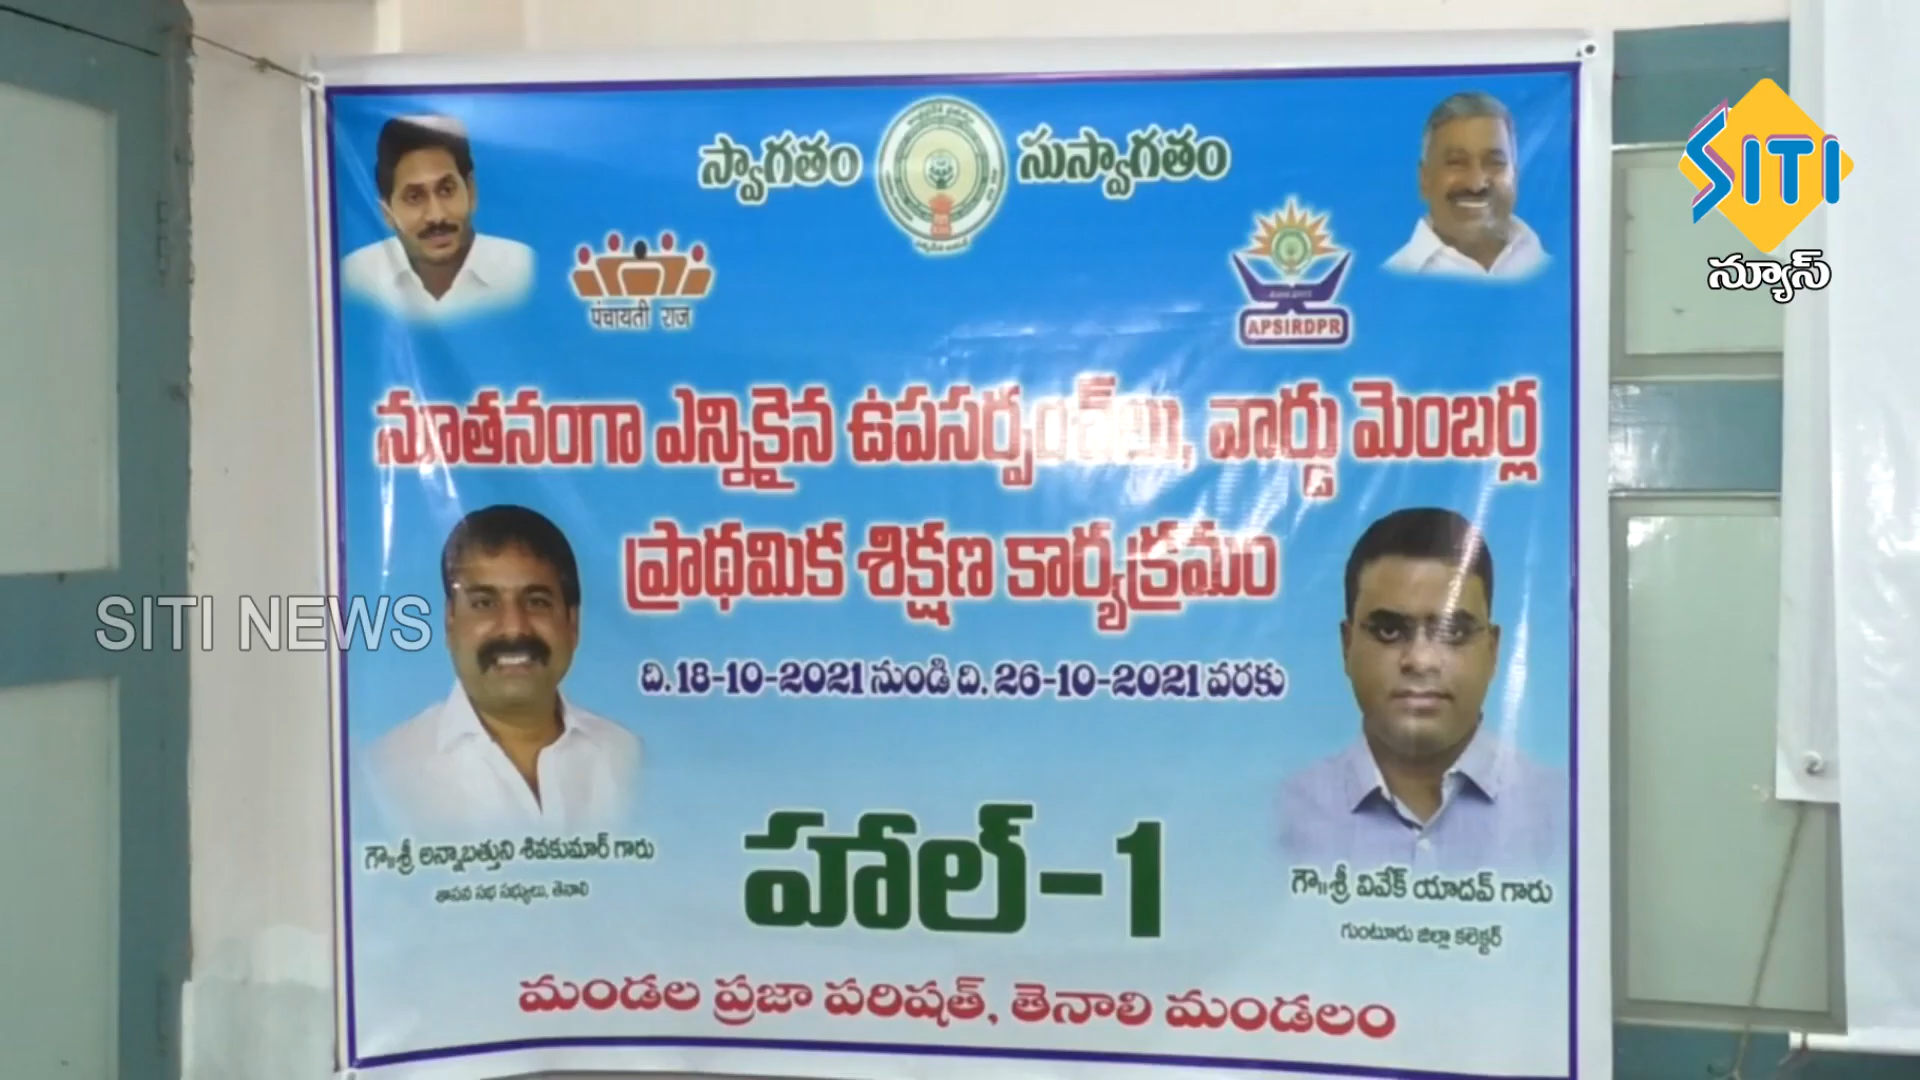 స్వాగతం సుస్వాగతం
SITI
న్యూస్
पंचायती राज
APSIRDPR
నూతనంగా ఎన్నికైన ఉపసర్పంచ్‌లు, వార్డు మెంబర్ల
ప్రాథమిక శిక్షణ కార్యక్రమం
SITI NEWS
ది. 18-10-2021 నుండి ది. 26-10-2021 వరకు
గౌ||శ్రీ అన్నాబత్తుని శివకుమార్ గారు
శాసన సభ సభ్యులు, తెనాలి
హాల్-1
గౌ||శ్రీ వివేక్ యాదవ్ గారు
గుంటూరు జిల్లా కలెక్టర్
మండల ప్రజా పరిషత్, తెనాలి మండలం